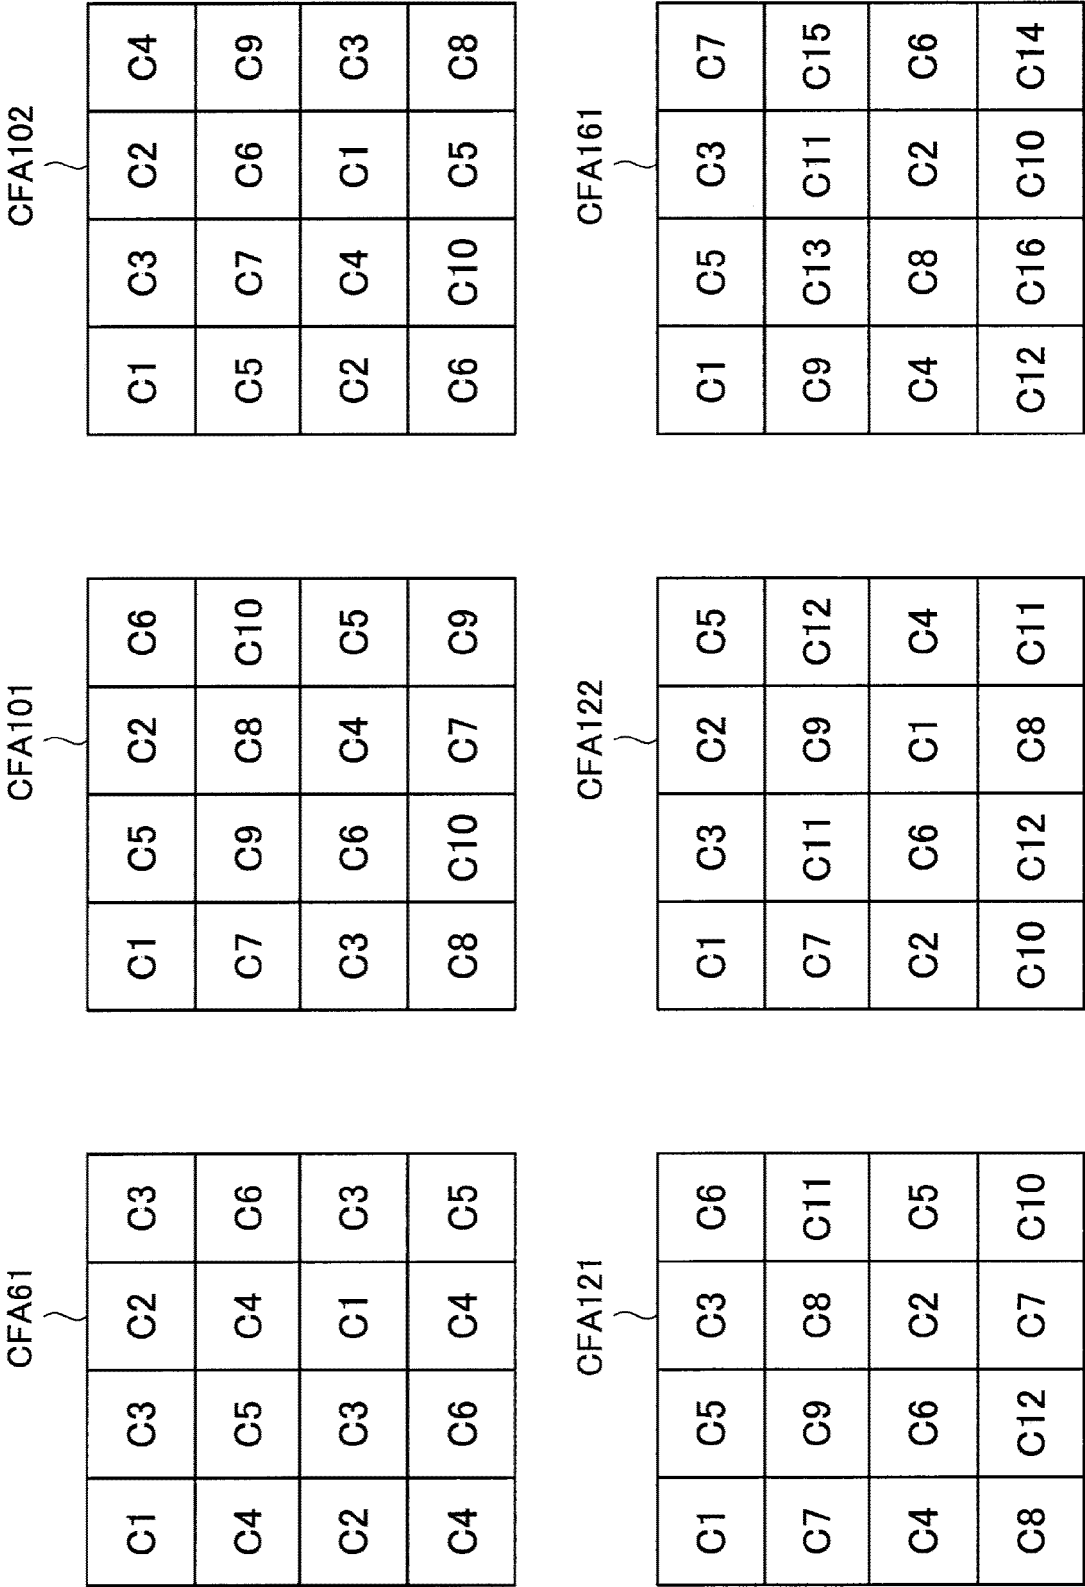 CFA61
C1 C3 C2 C3
C4 C5 C4 C6
C2 C3 C1 C3
C4 C6 C4 C5
CFA101
C1 C5 C2 C6
C7 C9 C8 C10
C3 C6 C4 C5
C8 C10 C7 C9
CFA102
C1 C3 C2 C4
C5 C7 C6 C9
C2 C4 C1 C3
C6 C10 C5 C8
CFA121
C1 C5 C3 C6
C7 C9 C8 C11
C4 C6 C2 C5
C8 C12 C7 C10
CFA122
C1 C3 C2 C5
C7 C11 C9 C12
C2 C6 C1 C4
C10 C12 C8 C11
CFA161
C1 C5 C3 C7
C9 C13 C11 C15
C4 C8 C2 C6
C12 C16 C10 C14